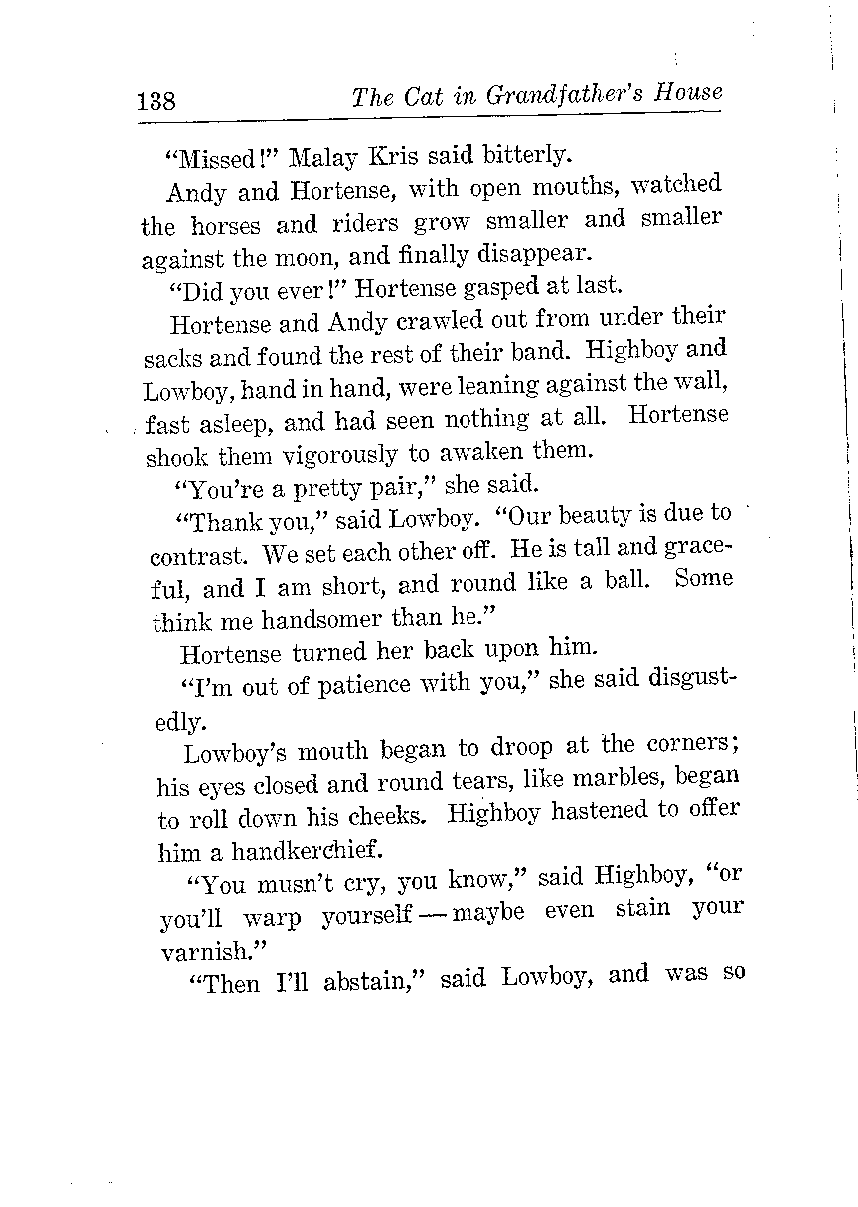 138 The Cat in Grandfather's House
"Missed!" Malay Kris said bitterly.
Andy and Hortense, with open mouths, watched
the horses and riders grow smaller and smaller
against the moon, and finally disappear.
"Did you ever!" Hortense gasped at last.
Hortense and Andy crawled out from under their
sacks and found the rest of their band. Highboy and
Lowboy, hand in hand, were leaning against the wall,
fast asleep, and had seen nothing at all. Hortense
shook them vigorously to awaken them.
"You're a pretty pair," she said.
"Thank you," said Lowboy. "Our beauty is due to
contrast. We set each other off. He is tall and grace-
ful, and I am short, and round like a ball. Some
think me handsomer than he."
Hortense turned her back upon him.
"I'm out of patience with you," she said disgust-
edly.
Lowboy's mouth began to droop at the corners;
his eyes closed and round tears, like marbles, began
to roll down his cheeks. Highboy hastened to offer
him a handkerchief.
"You musn't cry, you know," said Highboy, "or
you'll warp yourself — maybe even stain your
varnish."
"Then I'll abstain," said Lowboy, and was so